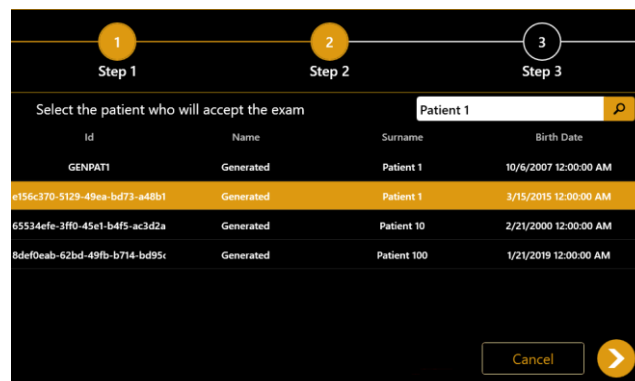 1 2 3
Step 1 Step 2 Step 3
Select the patient who will accept the exam Patient 1
Id Name Surname Birth Date
GENPAT1 Generated Patient 1 10/6/2007 12:00:00 AM
e156c370-5129-49ea-bd73-a48b1 Generated Patient 1 3/15/2015 12:00:00 AM
65534efe-3ff0-45e1-b4f5-ac3d2a Generated Patient 10 2/21/2000 12:00:00 AM
8def0eab-62bd-49fb-b714-bd95c Generated Patient 100 1/21/2019 12:00:00 AM
Cancel